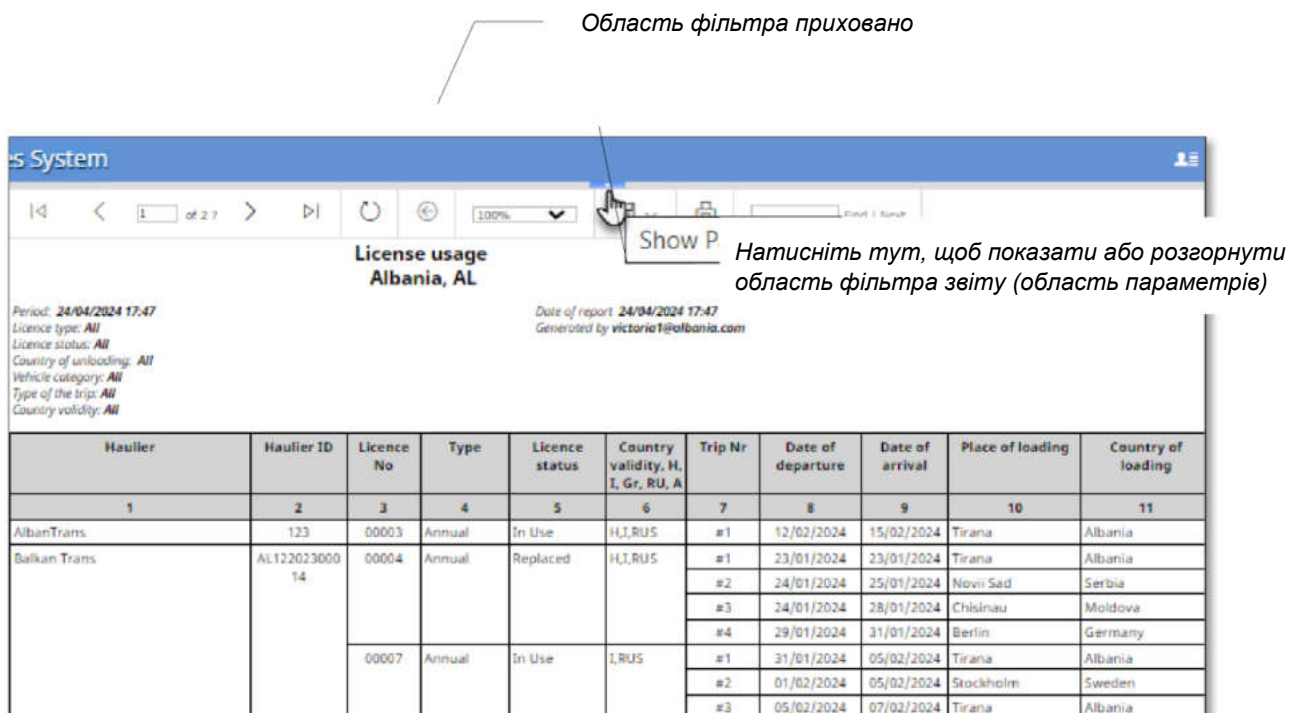 Область фільтра приховано
es System
1 of 2 ?
100%
Find | Next
Show P
Натисніть тут, щоб показати або розгорнути
область фільтра звіту (область параметрів)
License usage
Albania, AL
Period: 24/04/2024 17:47
Date of report 24/04/2024 17:47
Licence type: All
Generated by victoria1@albania.com
Licence status: All
Country of unloading: All
Vehicle category: All
Type of the trip: All
Country validity: All
Haulier Haulier ID Licence No Type Licence status Country validity, H, I, Gr, RU, A Trip Nr Date of departure Date of arrival Place of loading Country of loading
1 2 3 4 5 6 7 8 9 10 11
AlbanTrans 123 00003 Annual In Use H,I,RUS #1 12/02/2024 15/02/2024 Tirana Albania
Balkan Trans AL122023000 14 00004 Annual Replaced H,I,RUS #1 23/01/2024 23/01/2024 Tirana Albania
#2 24/01/2024 25/01/2024 Novii Sad Serbia
#3 24/01/2024 28/01/2024 Chisinau Moldova
#4 29/01/2024 31/01/2024 Berlin Germany
00007 Annual In Use I,RUS #1 31/01/2024 05/02/2024 Tirana Albania
#2 01/02/2024 05/02/2024 Stockholm Sweden
#3 05/02/2024 07/02/2024 Tirana Albania